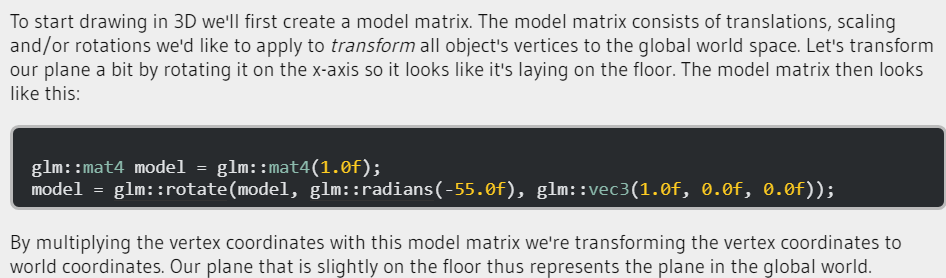 To start drawing in 3D we'll first create a model matrix. The model matrix consists of translations, scaling
and/or rotations we'd like to apply to transform all object's vertices to the global world space. Let's transform
our plane a bit by rotating it on the x-axis so it looks like it's laying on the floor. The model matrix then looks
like this:
glm::mat4 model = glm::mat4(1.0f);
model = glm::rotate(model, glm::radians(-55.0f), glm::vec3(1.0f, 0.0f, 0.0f));
By multiplying the vertex coordinates with this model matrix we're transforming the vertex coordinates to
world coordinates. Our plane that is slightly on the floor thus represents the plane in the global world.